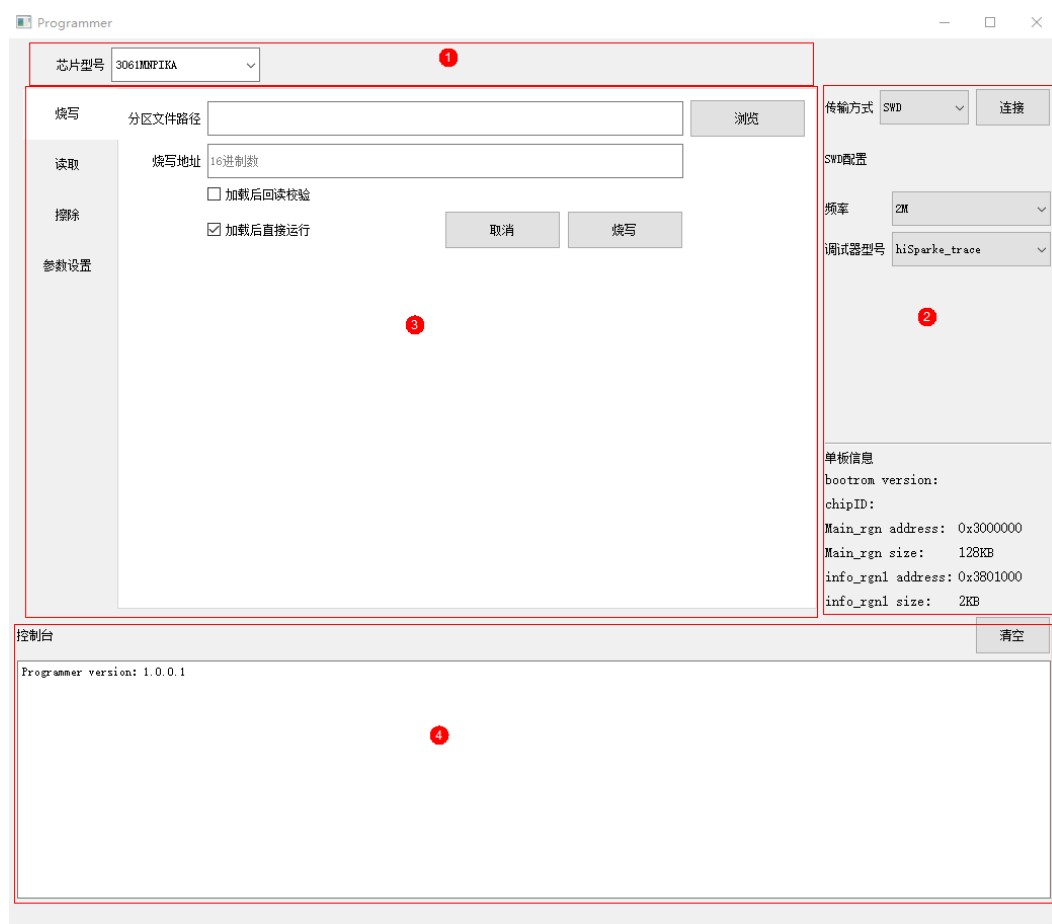 Programmer
芯片型号 3061MNPIKA
1
烧写
读取
擦除
参数设置
分区文件路径 浏览
烧写地址 16进制数
加载后回读校验
加载后直接运行 取消 烧写
3
传输方式 SWD 连接
SWD配置
频率 2M
调试器型号 hiSparke_trace
2
单板信息
bootrom version:
chipID:
Main_rgn address: 0x3000000
Main_rgn size: 128KB
info_rgn1 address: 0x3801000
info_rgn1 size: 2KB
控制台 清空
Programmer version: 1.0.0.1
4